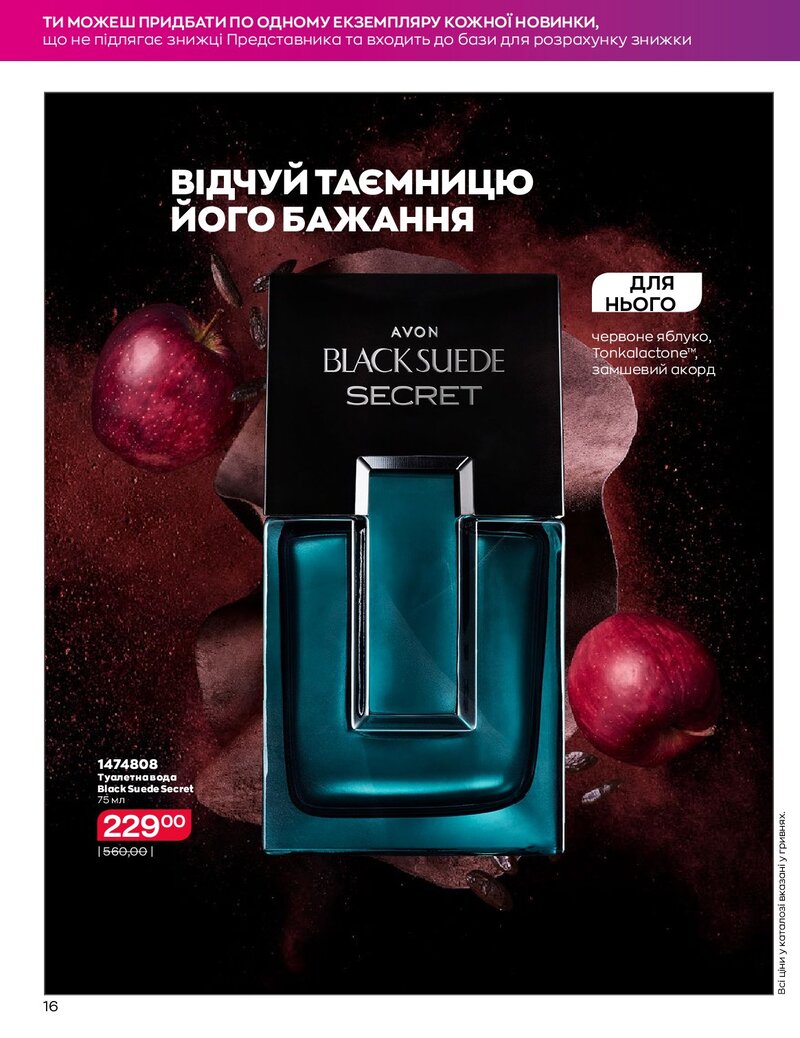 ТИ МОЖЕШ ПРИДБАТИ ПО ОДНОМУ ЕКЗЕМПЛЯРУ КОЖНОЇ НОВИНКИ,
що не підлягає знижці Представника та входить до бази для розрахунку знижки
ВІДЧУЙ ТАЄМНИЦЮ
ЙОГО БАЖАННЯ
ДЛЯ
НЬОГО
червоне яблуко,
Tonkalactone™,
замшевий акорд
AVON
BLACK SUEDE
SECRET
1474808
Туалетна вода
Black Suede Secret
75 мл
229⁰⁰
| 560,00 |
Всі ціни у каталозі вказані у гривнях.
16